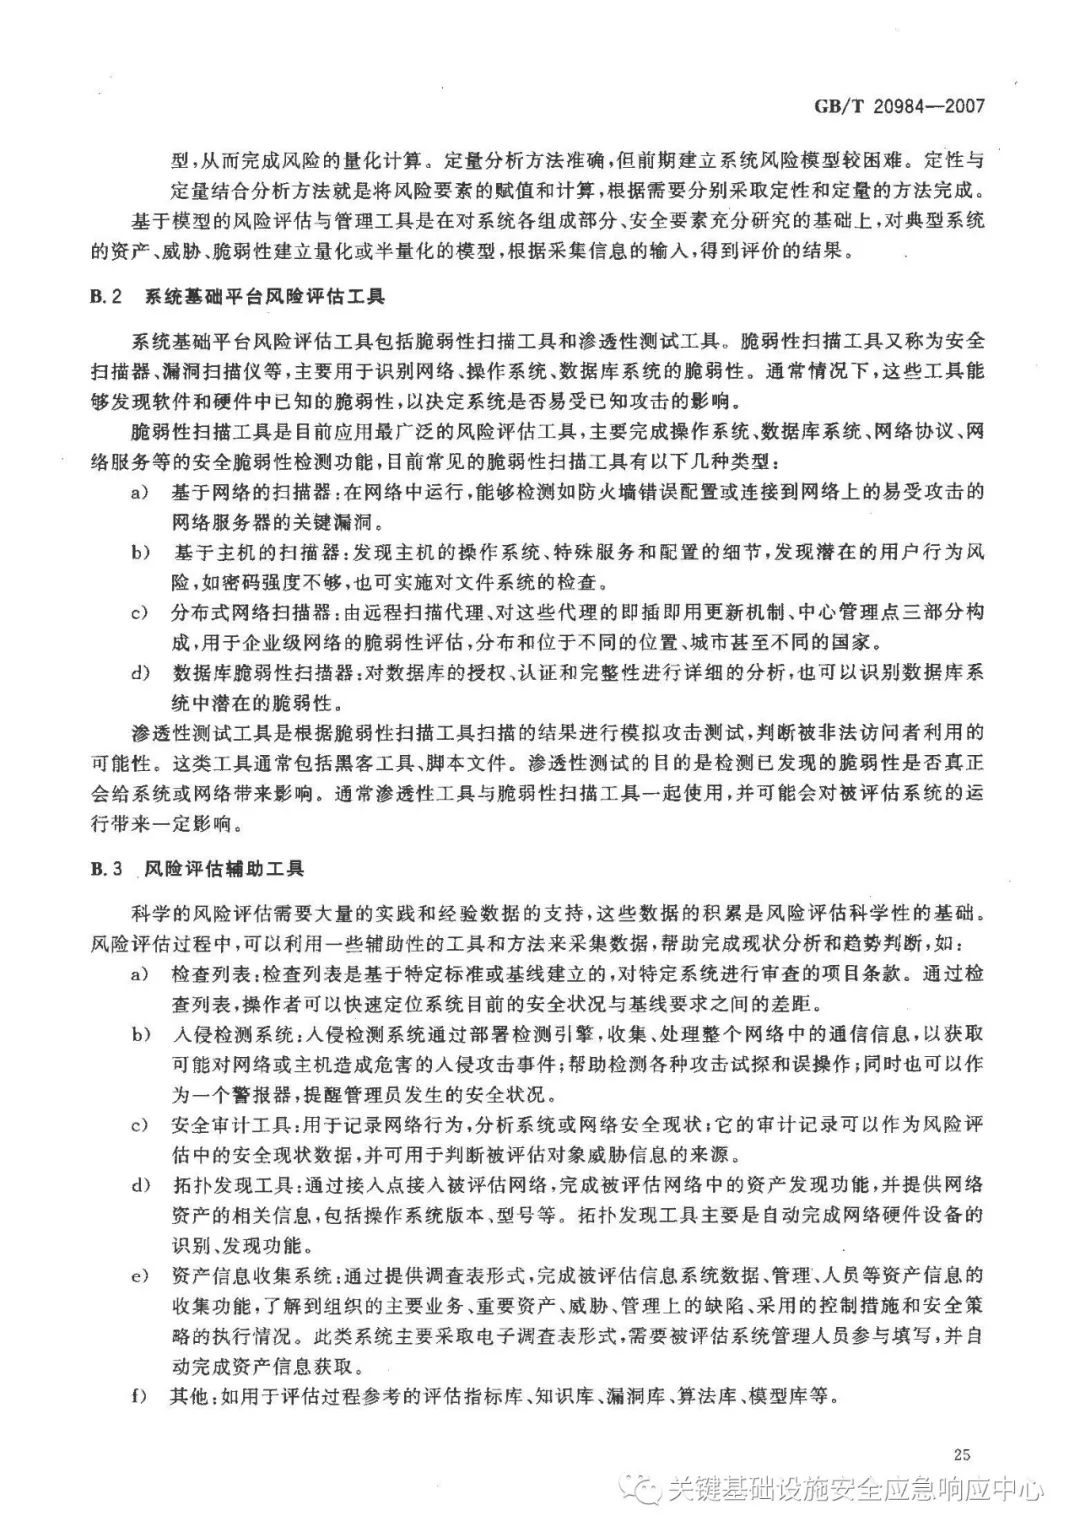 GB/T 20984—2007
型,从而完成风险的量化计算。定量分析方法准确,但前期建立系统风险模型较困难。定性与
定量结合分析方法就是将风险要素的赋值和计算,根据需要分别采取定性和定量的方法完成。
基于模型的风险评估与管理工具是在对系统各组成部分、安全要素充分研究的基础上,对典型系统
的资产、威胁、脆弱性建立量化或半量化的模型,根据采集信息的输入,得到评价的结果。
B.2 系统基础平台风险评估工具
系统基础平台风险评估工具包括脆弱性扫描工具和渗透性测试工具。脆弱性扫描工具又称为安全
扫描器、漏洞扫描仪等,主要用于识别网络、操作系统、数据库系统的脆弱性。通常情况下,这些工具能
够发现软件和硬件中已知的脆弱性,以决定系统是否易受已知攻击的影响。
脆弱性扫描工具是目前应用最广泛的风险评估工具,主要完成操作系统、数据库系统、网络协议、网
络服务等的安全脆弱性检测功能,目前常见的脆弱性扫描工具有以下几种类型:
a) 基于网络的扫描器:在网络中运行,能够检测如防火墙错误配置或连接到网络上的易受攻击的
网络服务器的关键漏洞。
b) 基于主机的扫描器:发现主机的操作系统、特殊服务和配置的细节,发现潜在的用户行为风
险,如密码强度不够,也可实施对文件系统的检查。
c) 分布式网络扫描器:由远程扫描代理、对这些代理的即插即用更新机制、中心管理点三部分构
成,用于企业级网络的脆弱性评估,分布和位于不同的位置、城市甚至不同的国家。
d) 数据库脆弱性扫描器:对数据库的授权、认证和完整性进行详细的分析,也可以识别数据库系
统中潜在的脆弱性。
渗透性测试工具是根据脆弱性扫描工具扫描的结果进行模拟攻击测试,判断被非法访问者利用的
可能性。这类工具通常包括黑客工具、脚本文件。渗透性测试的目的是检测已发现的脆弱性是否真正
会给系统或网络带来影响。通常渗透性工具与脆弱性扫描工具一起使用,并可能会对被评估系统的运
行带来一定影响。
B.3 风险评估辅助工具
科学的风险评估需要大量的实践和经验数据的支持,这些数据的积累是风险评估科学性的基础。
风险评估过程中,可以利用一些辅助性的工具和方法来采集数据,帮助完成现状分析和趋势判断,如:
a) 检查列表:检查列表是基于特定标准或基线建立的,对特定系统进行审查的项目条款。通过检
查列表,操作者可以快速定位系统目前的安全状况与基线要求之间的差距。
b) 入侵检测系统:入侵检测系统通过部署检测引擎,收集、处理整个网络中的通信信息,以获取
可能对网络或主机造成危害的入侵攻击事件;帮助检测各种攻击试探和误操作;同时也可以作
为一个警报器,提醒管理员发生的安全状况。
c) 安全审计工具:用于记录网络行为,分析系统或网络安全现状;它的审计记录可以作为风险评
估中的安全现状数据,并可用于判断被评估对象威胁信息的来源。
d) 拓扑发现工具:通过接入点接入被评估网络,完成被评估网络中的资产发现功能,并提供网络
资产的相关信息,包括操作系统版本、型号等。拓扑发现工具主要是自动完成网络硬件设备的
识别、发现功能。
e) 资产信息收集系统:通过提供调查表形式,完成被评估信息系统数据、管理、人员等资产信息的
收集功能,了解到组织的主要业务、重要资产、威胁、管理上的缺陷、采用的控制措施和安全策
略的执行情况。此类系统主要采取电子调查表形式,需要被评估系统管理人员参与填写,并自
动完成资产信息获取。
f) 其他:如用于评估过程参考的评估指标库、知识库、漏洞库、算法库、模型库等。
25
关键基础设施安全应急响应中心